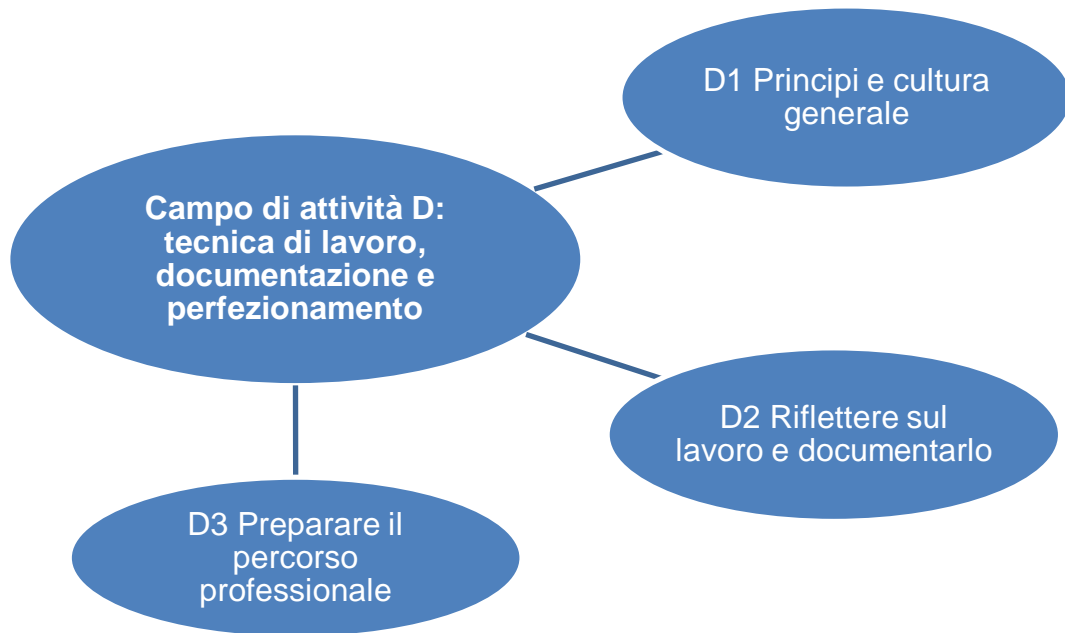 D1 Principi e cultura
generale
Campo di attività D:
tecnica di lavoro,
documentazione e
perfezionamento
D2 Riflettere sul
lavoro e documentarlo
D3 Preparare il
percorso
professionale